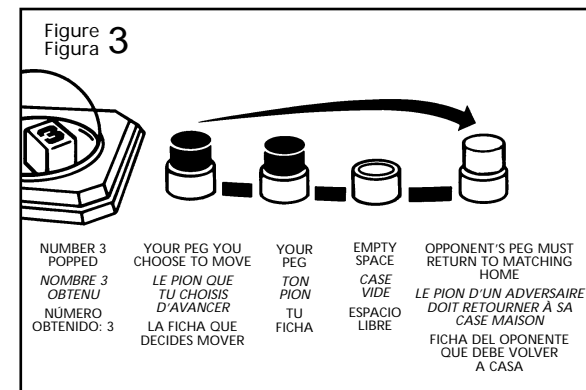 Figure
Figura 3
3
NUMBER 3
POPPED
NOMBRE 3
OBTENU
NÚMERO
OBTENIDO: 3
YOUR PEG YOU
CHOOSE TO MOVE
LE PION QUE
TU CHOISIS
D'AVANCER
LA FICHA QUE
DECIDES MOVER
YOUR
PEG
TON
PION
TU
FICHA
EMPTY
SPACE
CASE
VIDE
ESPACIO
LIBRE
OPPONENT'S PEG MUST
RETURN TO MATCHING
HOME
LE PION D'UN ADVERSAIRE
DOIT RETOURNER À SA
CASE MAISON
FICHA DEL OPONENTE
QUE DEBE VOLVER
A CASA